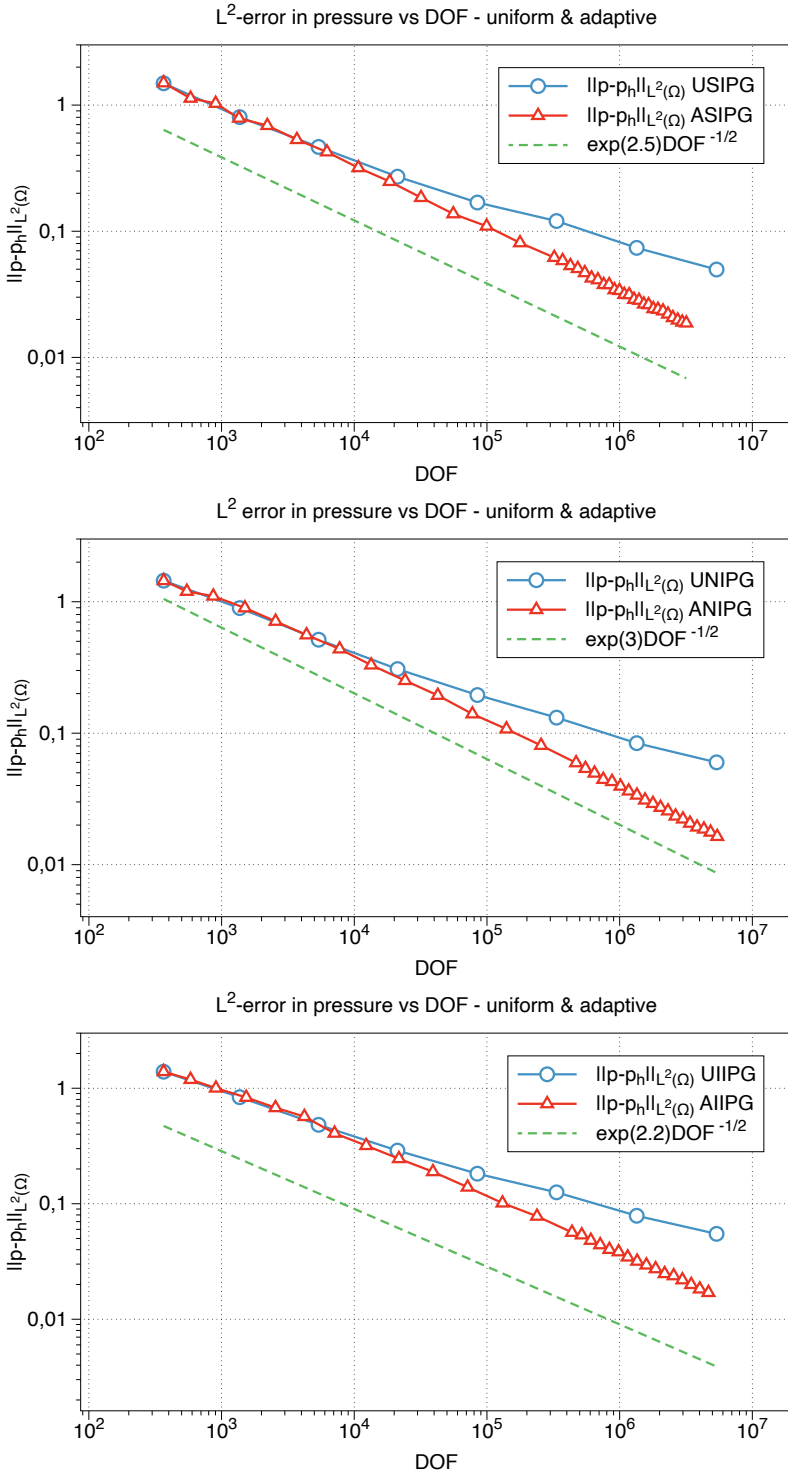 L²-error in pressure vs DOF - uniform & adaptive
||p-pₕ||L²(Ω) USIPG
||p-pₕ||L²(Ω) ASIPG
exp(2.5)DOF -1/2
||p-pₕ||L²(Ω)
1
0,1
0,01
10² 10³ 10⁴ 10⁵ 10⁶ 10⁷
DOF
L² error in pressure vs DOF - uniform & adaptive
||p-pₕ||L²(Ω) UNIPG
||p-pₕ||L²(Ω) ANIPG
exp(3)DOF -1/2
||p-pₕ||L²(Ω)
1
0,1
0,01
10² 10³ 10⁴ 10⁵ 10⁶ 10⁷
DOF
L²-error in pressure vs DOF - uniform & adaptive
||p-pₕ||L²(Ω) UIIPG
||p-pₕ||L²(Ω) AIIPG
exp(2.2)DOF -1/2
||p-pₕ||L²(Ω)
1
0,1
0,01
10² 10³ 10⁴ 10⁵ 10⁶ 10⁷
DOF